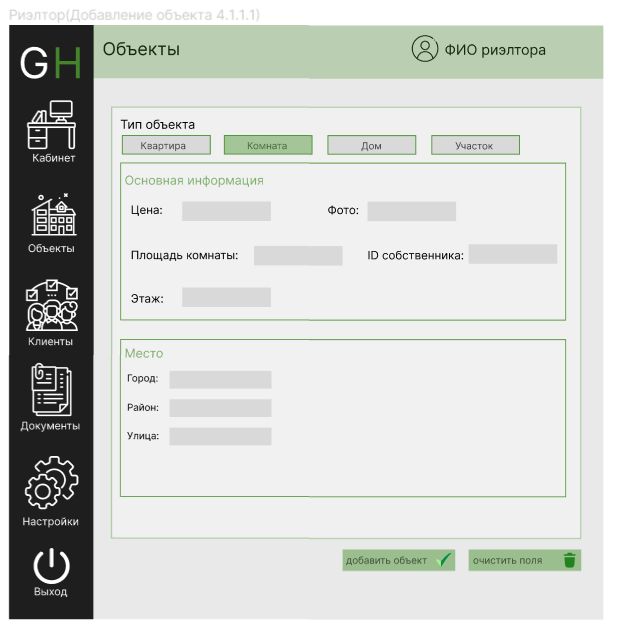 Риэлтор(Добавление объекта 4.1.1.1)
GH
Объекты
ФИО риэлтора
Кабинет
Объекты
Клиенты
Документы
Настройки
Выход
Тип объекта
Квартира Комната Дом Участок
Основная информация
Цена: Фото:
Площадь комнаты: ID собственника:
Этаж:
Место
Город:
Район:
Улица:
добавить объект очистить поля